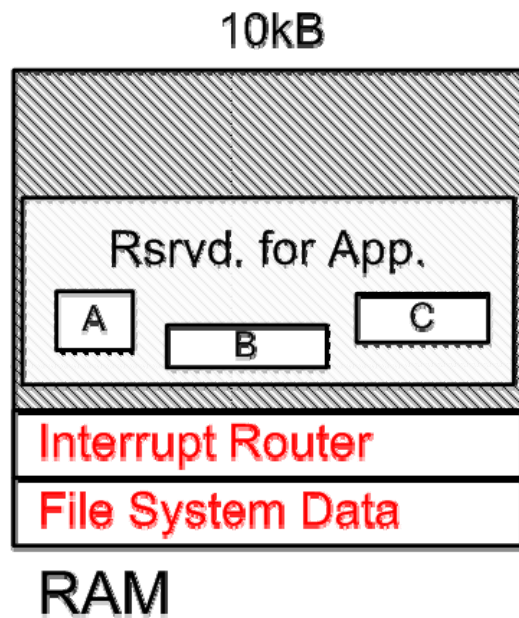 10kB
Rsrvd. for App.
A
B
C
Interrupt Router
File System Data
RAM